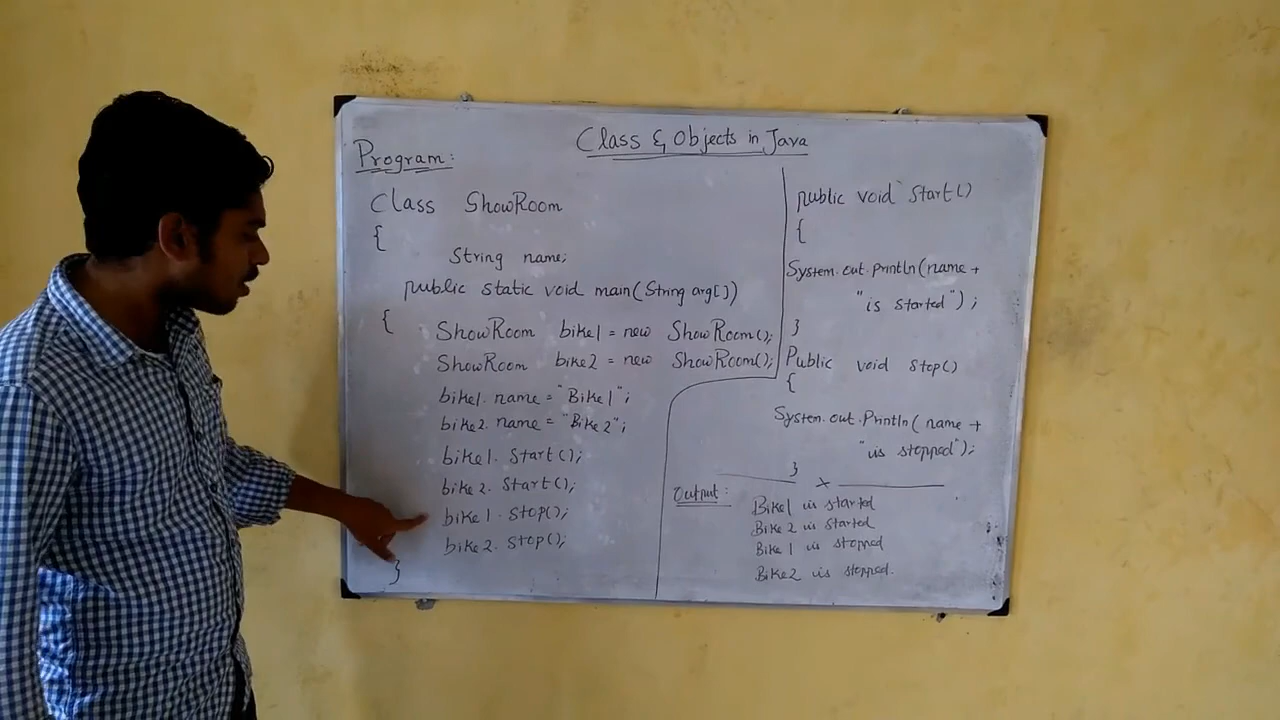 Class & Objects in Java
Program:
Class ShowRoom
{
String name;
public static void main(String arg[])
{
ShowRoom bike1 = new ShowRoom();
ShowRoom bike2 = new ShowRoom();
bike1. name = "Bike1";
bike2. name = "Bike2";
bike1. Start();
bike2. Start();
bike1. Stop();
bike2. Stop();
}
public void Start()
{
System.out.Println(name +
"is started");
}
Public void Stop()
{
System.out.Println( name +
"is stopped");
}
x
Output:
Bike1 is started
Bike2 is started
Bike1 is stopped
Bike2 is stopped.